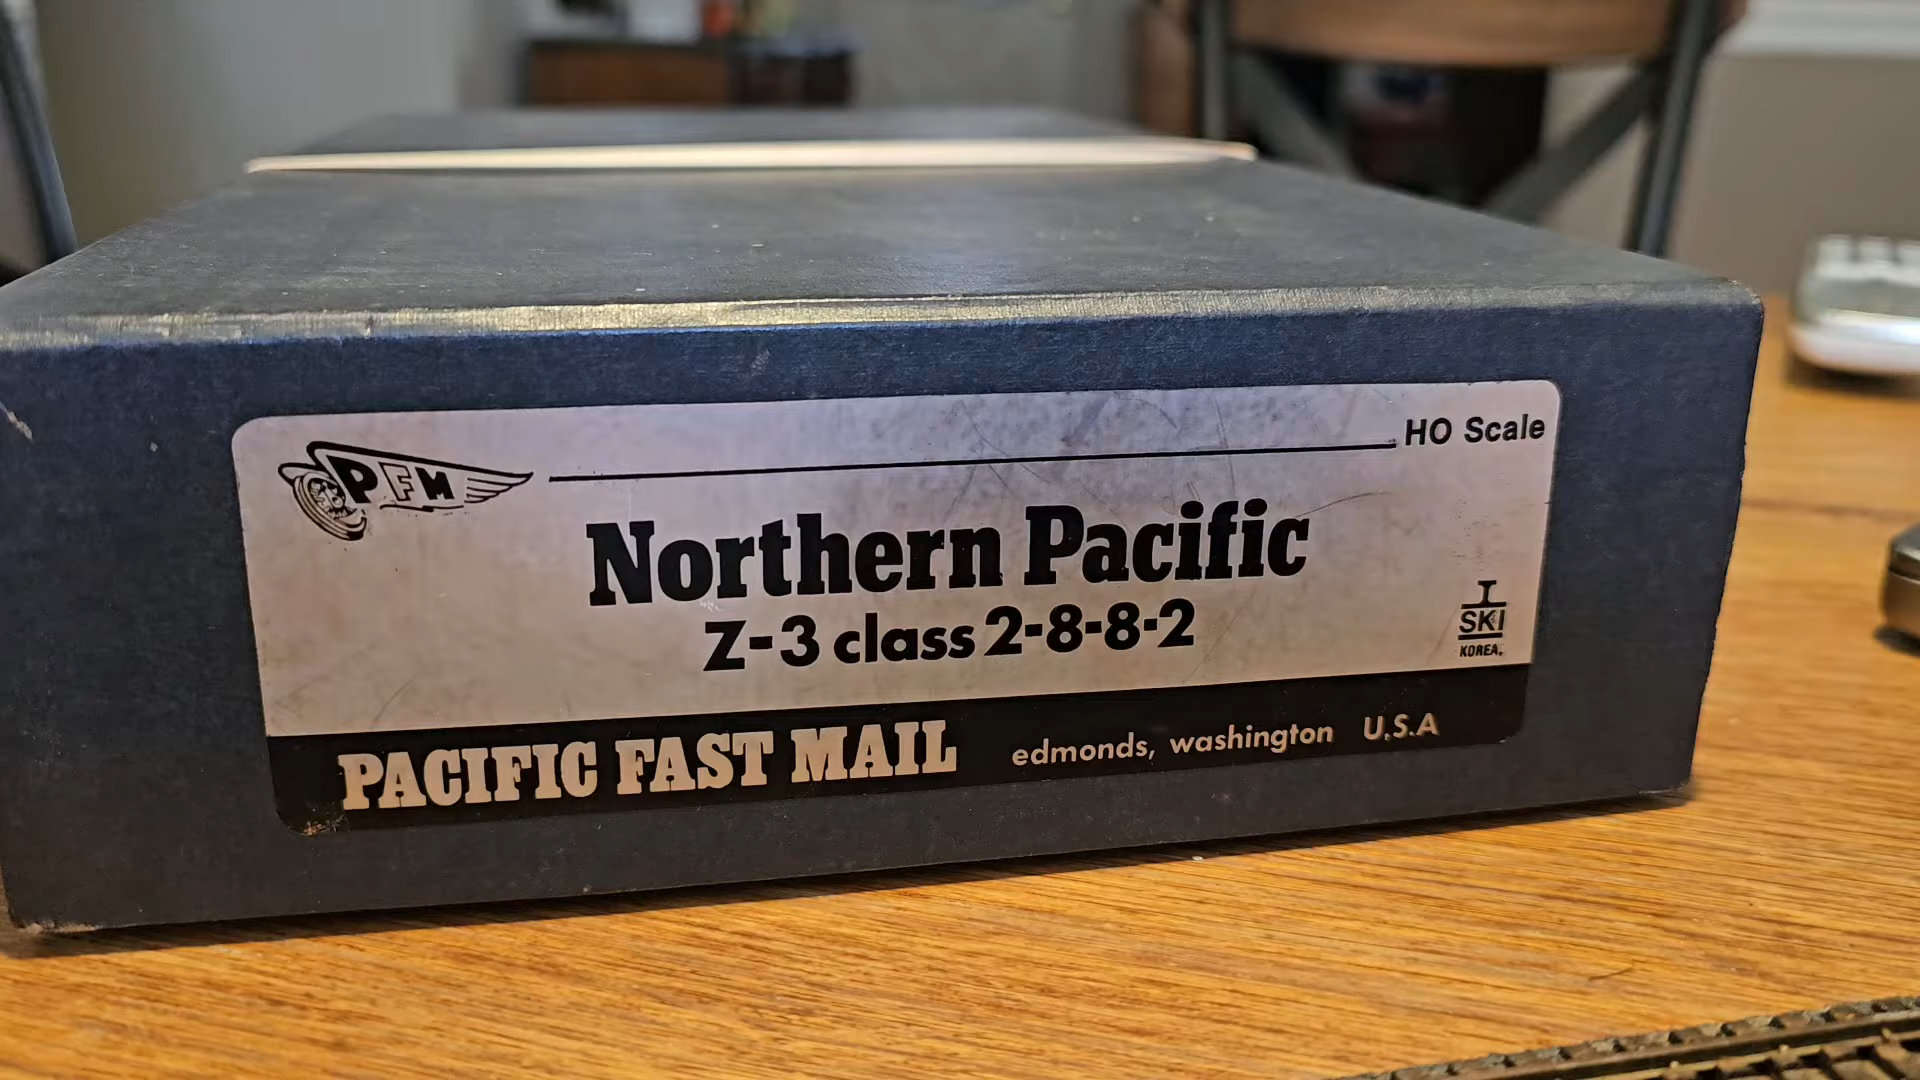 PFM
HO Scale
Northern Pacific
Z-3 class 2-8-8-2
SKI
KOREA.
PACIFIC FAST MAIL edmonds, washington U.S.A